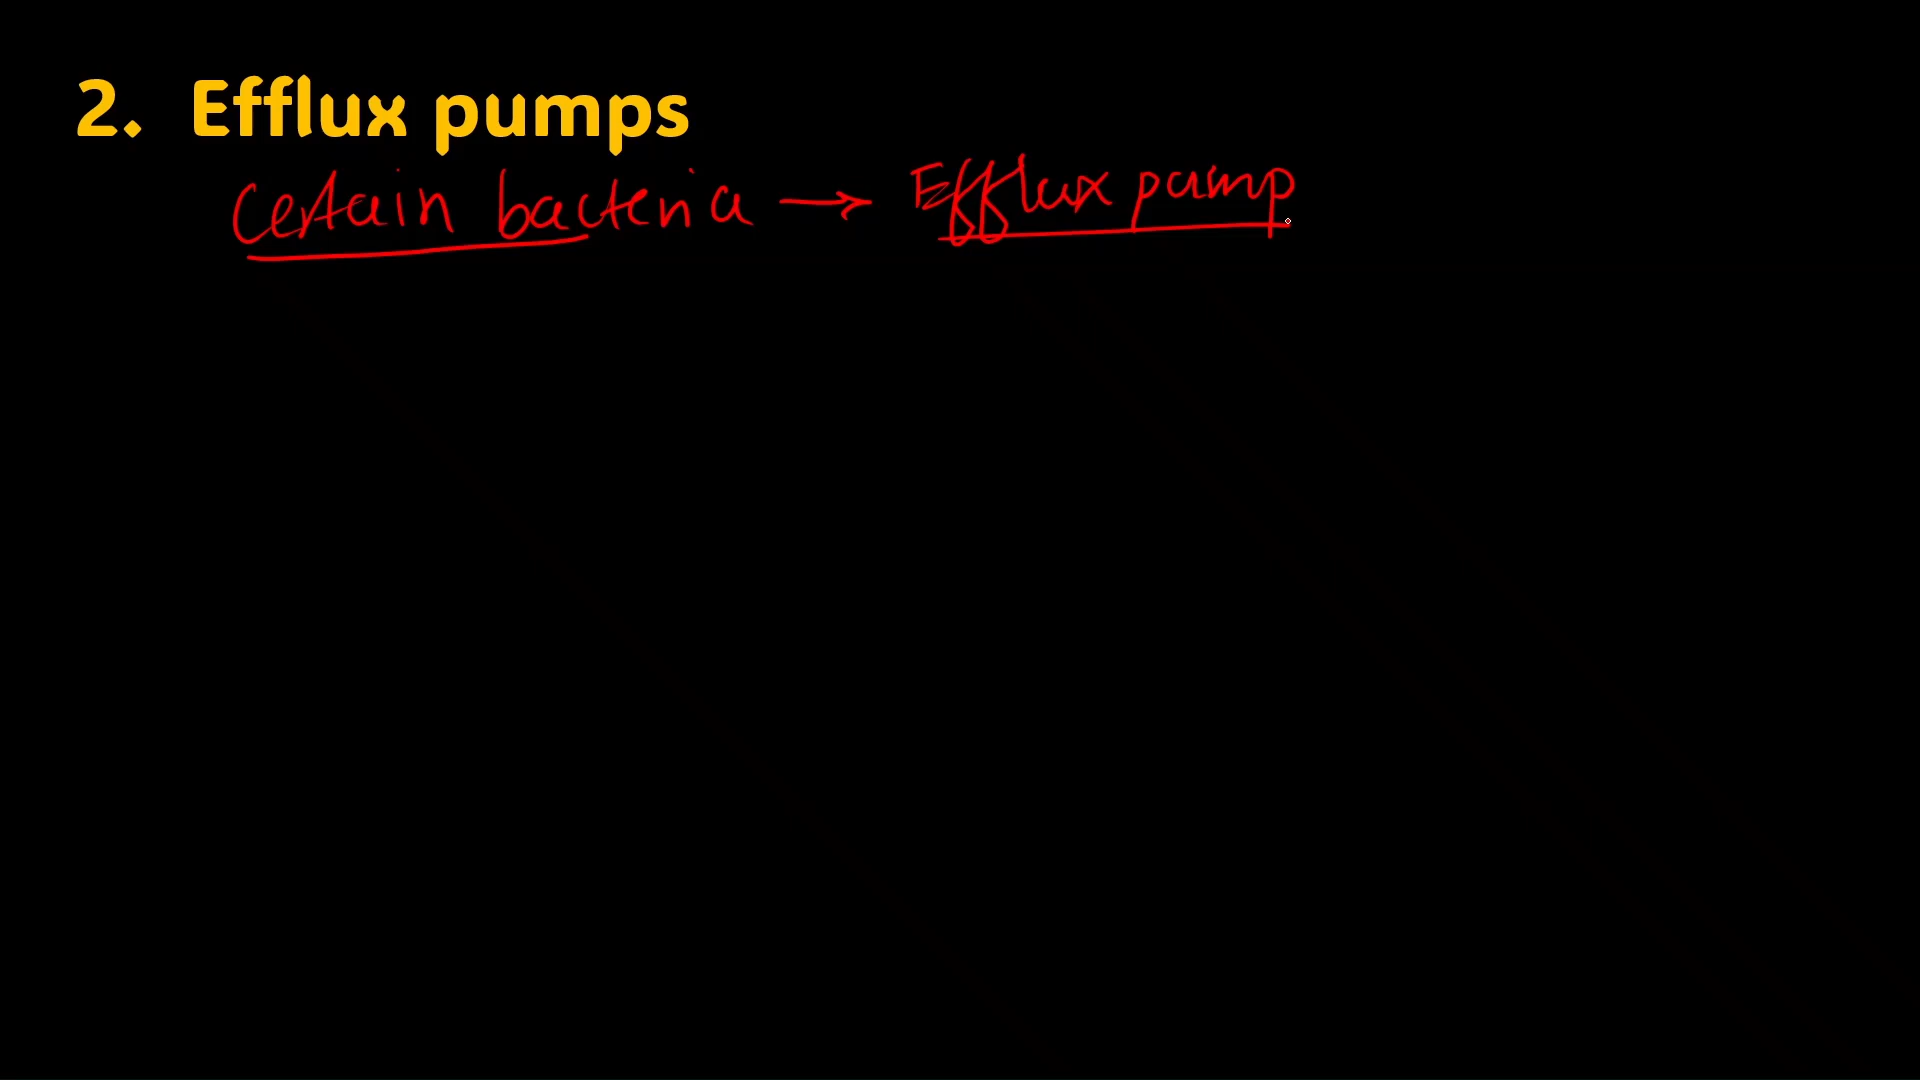 2. Efflux pumps
Certain bacteria → Efflux pump